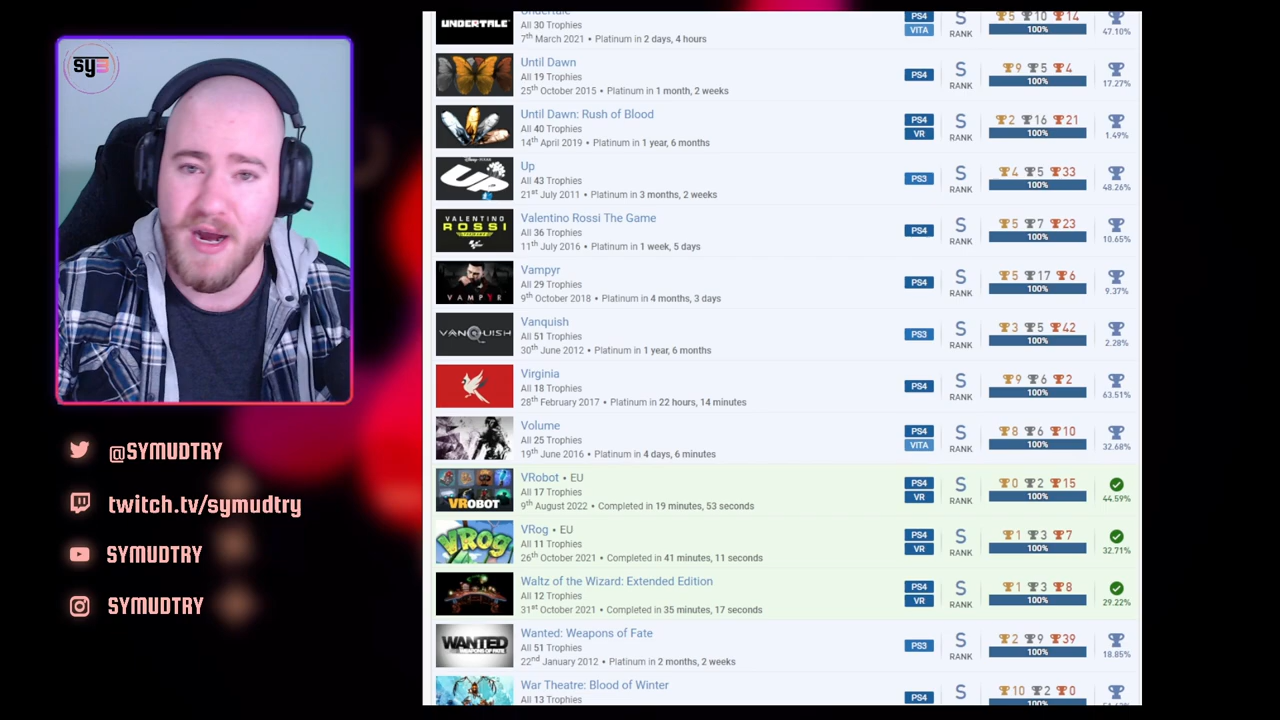 sy3
@SYMUDTRY
twitch.tv/symudtry
SYMUDTRY
SYMUDTRY
UNDERTALE
Undertale
All 30 Trophies
7th March 2021 • Platinum in 2 days, 4 hours
PS4
VITA
S
RANK
5 10 14
100%
47.10%
Until Dawn
All 19 Trophies
25th October 2015 • Platinum in 1 month, 2 weeks
PS4
S
RANK
9 5 4
100%
17.27%
Until Dawn: Rush of Blood
All 40 Trophies
14th April 2019 • Platinum in 1 year, 6 months
PS4
VR
S
RANK
2 16 21
100%
1.49%
UP
Up
All 43 Trophies
21st July 2011 • Platinum in 3 months, 2 weeks
PS3
S
RANK
4 5 33
100%
48.26%
VALENTINO
ROSSI
Valentino Rossi The Game
All 36 Trophies
11th July 2016 • Platinum in 1 week, 5 days
PS4
S
RANK
5 7 23
100%
10.65%
VAMPYR
Vampyr
All 29 Trophies
9th October 2018 • Platinum in 4 months, 3 days
PS4
S
RANK
5 17 6
100%
9.37%
VANQUISH
Vanquish
All 51 Trophies
30th June 2012 • Platinum in 1 year, 6 months
PS3
S
RANK
3 5 42
100%
2.28%
Virginia
All 18 Trophies
28th February 2017 • Platinum in 22 hours, 14 minutes
PS4
S
RANK
9 6 2
100%
63.51%
Volume
All 25 Trophies
19th June 2016 • Platinum in 4 days, 6 minutes
PS4
VITA
S
RANK
8 6 10
100%
32.68%
VROBOT
VRobot • EU
All 17 Trophies
9th August 2022 • Completed in 19 minutes, 53 seconds
PS4
VR
S
RANK
0 2 15
100%
44.59%
VRog
VRog • EU
All 11 Trophies
26th October 2021 • Completed in 41 minutes, 11 seconds
PS4
VR
S
RANK
1 3 7
100%
32.71%
Waltz of the Wizard: Extended Edition
All 12 Trophies
31st October 2021 • Completed in 35 minutes, 17 seconds
PS4
VR
S
RANK
1 3 8
100%
29.22%
WANTED
WEAPONS OF FATE
Wanted: Weapons of Fate
All 51 Trophies
22nd January 2012 • Platinum in 2 months, 2 weeks
PS3
S
RANK
2 9 39
100%
18.85%
War Theatre: Blood of Winter
All 13 Trophies
PS4
S
10 2 0
100%